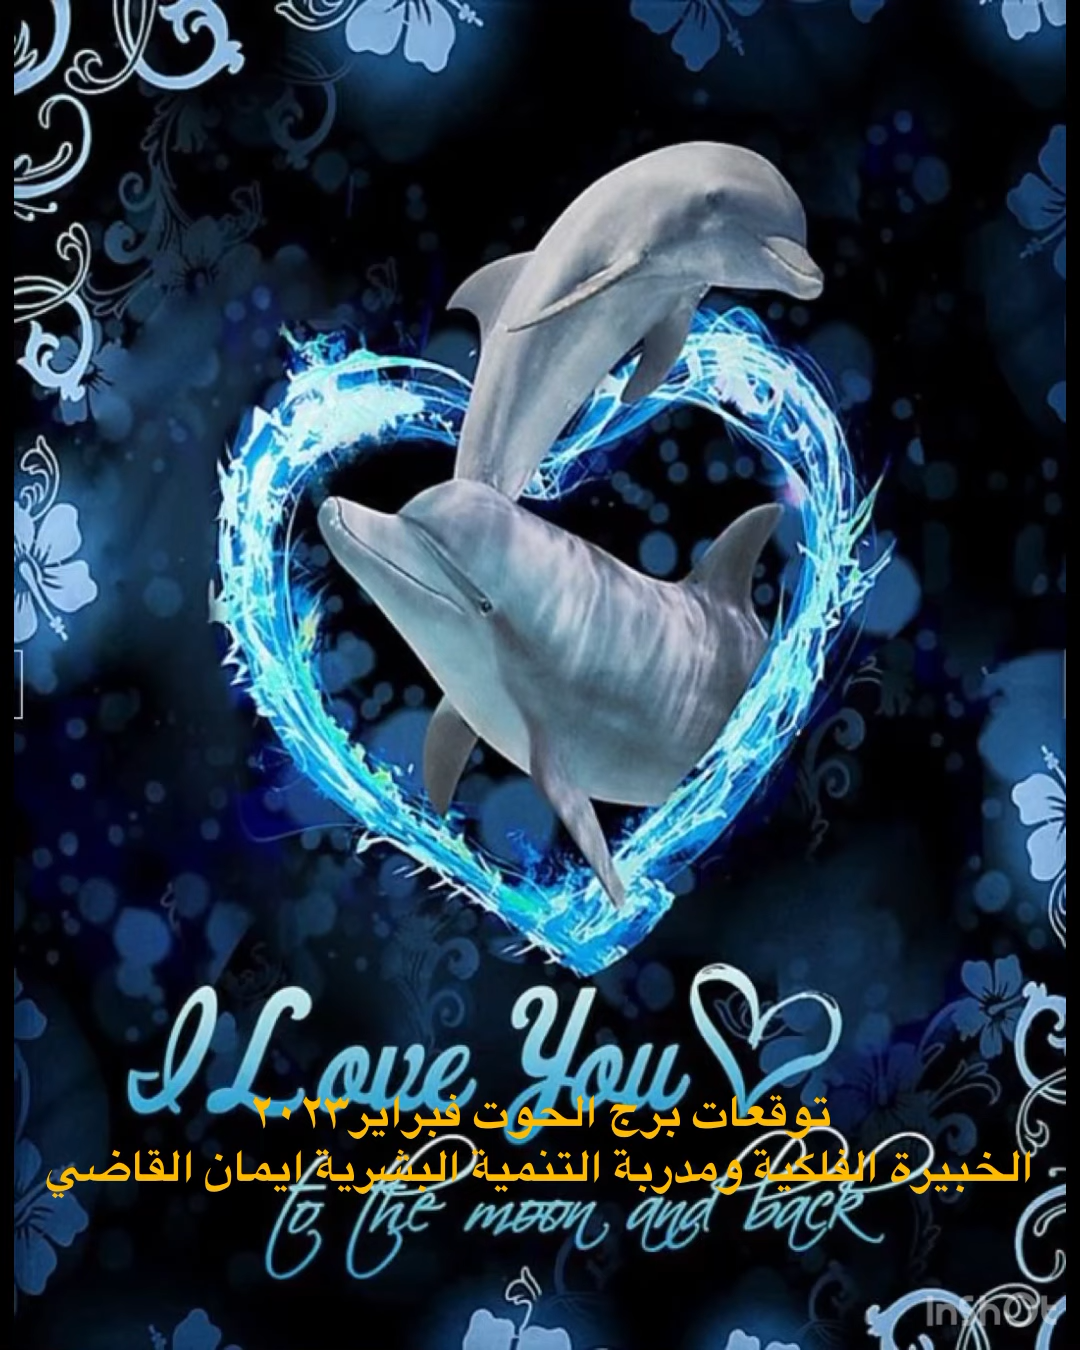 I Love You
توقعات برج الحوت فبراير٢٠٢٣
الخبيرة الفلكية ومدربة التنمية البشرية ايمان القاضي
to the moon and back
InShOt